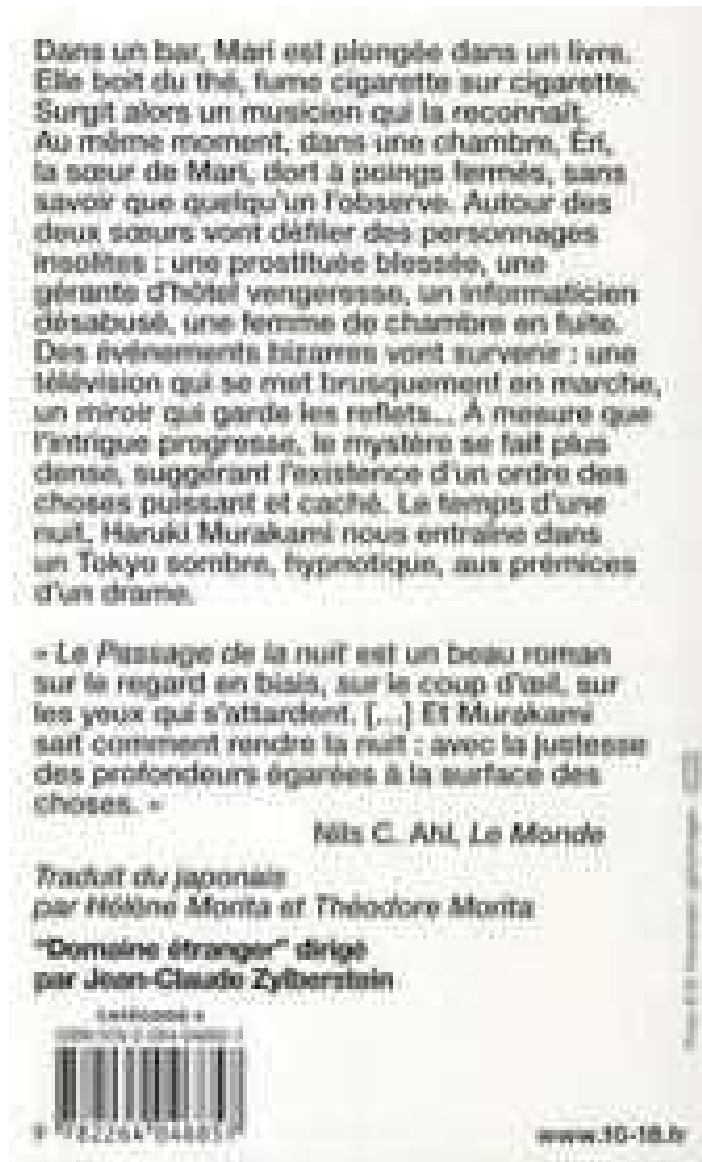 Dans un bar, Mari est plongée dans un livre.
Elle boit du thé, fume cigarette sur cigarette.
Surgit alors un musicien qui la reconnaît.
Au même moment, dans une chambre, Éri,
la sœur de Mari, dort à poings fermés, sans
savoir que quelqu'un l'observe. Autour des
deux sœurs vont défiler des personnages
insolites : une prostituée blessée, une
gérante d'hôtel vengeresse, un informaticien
désabusé, une femme de chambre en fuite.
Des événements bizarres vont survenir : une
télévision qui se met brusquement en marche,
un miroir qui garde les reflets... À mesure que
l'intrigue progresse, le mystère se fait plus
dense, suggérant l'existence d'un ordre des
choses puissant et caché. Le temps d'une
nuit, Haruki Murakami nous entraîne dans
un Tokyo sombre, hypnotique, aux prémices
d'un drame.
« Le Passage de la nuit est un beau roman
sur le regard en biais, sur le coup d'œil, sur
les yeux qui s'attardent. [...] Et Murakami
sait comment rendre la nuit : avec la justesse
des profondeurs égarées à la surface des
choses. »
Nils C. Ahl, Le Monde
Traduit du japonais
par Hélène Morita et Théodore Morita
"Domaine étranger" dirigé
par Jean-Claude Zylberstein
www.10-18.fr